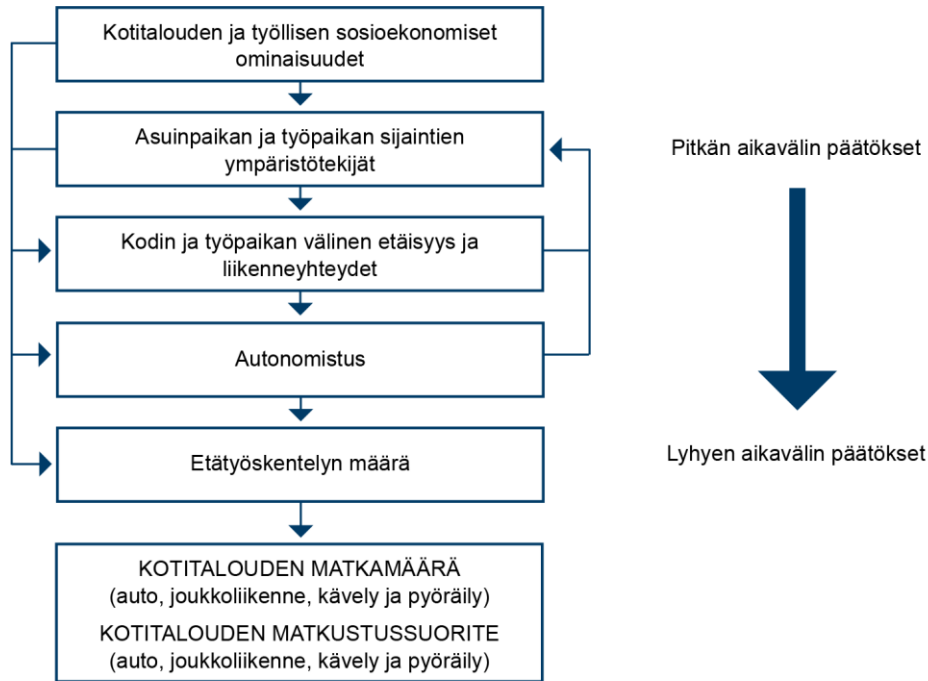 Kotitalouden ja työllisen sosioekonomiset
ominaisuudet
Asuinpaikan ja työpaikan sijaintien
ympäristötekijät
Pitkän aikavälin päätökset
Kodin ja työpaikan välinen etäisyys ja
liikenneyhteydet
Autonomistus
Etätyöskentelyn määrä
Lyhyen aikavälin päätökset
KOTITALOUDEN MATKAMÄÄRÄ
(auto, joukkoliikenne, kävely ja pyöräily)
KOTITALOUDEN MATKUSTUSSUORITE
(auto, joukkoliikenne, kävely ja pyöräily)